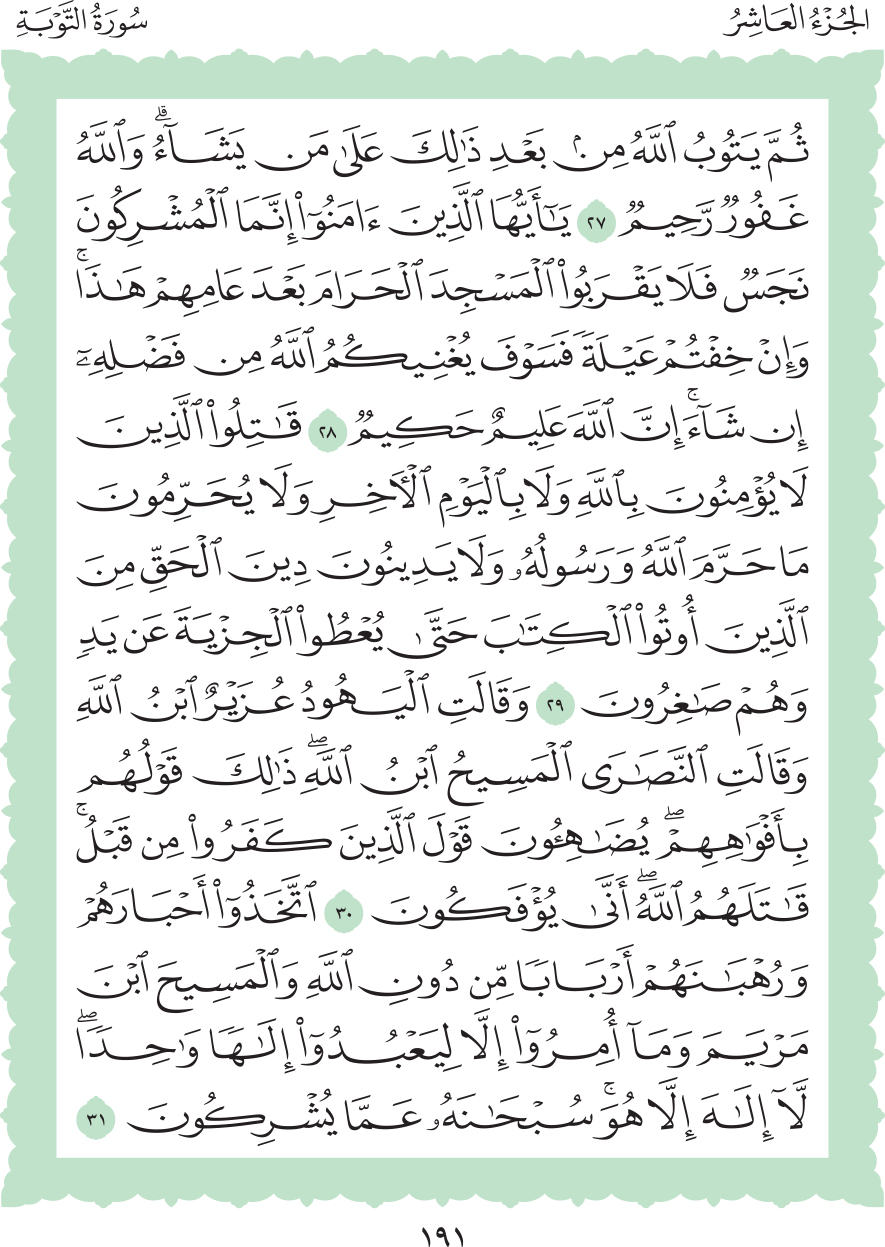 الجُزْءُ العَاشِرُ
سُورَةُ التَّوْبَةِ
ثُمَّ يَتُوبُ ٱللَّهُ مِنۢ بَعْدِ ذَٰلِكَ عَلَىٰ مَن يَشَآءُۗ وَٱللَّهُ
غَفُورٞ رَّحِيمٞ ٢٧ يَٰٓأَيُّهَا ٱلَّذِينَ ءَامَنُوٓاْ إِنَّمَا ٱلْمُشْرِكُونَ
نَجَسٞ فَلَا يَقْرَبُواْ ٱلْمَسْجِدَ ٱلْحَرَامَ بَعْدَ عَامِهِمْ هَٰذَاۚ
وَإِنْ خِفْتُمْ عَيْلَةٗ فَسَوْفَ يُغْنِيكُمُ ٱللَّهُ مِن فَضْلِهِۦٓ
إِن شَآءَۚ إِنَّ ٱللَّهَ عَلِيمٌ حَكِيمٞ ٢٨ قَٰتِلُواْ ٱلَّذِينَ
لَا يُؤْمِنُونَ بِٱللَّهِ وَلَا بِٱلْيَوْمِ ٱلْأٓخِرِ وَلَا يُحَرِّمُونَ
مَا حَرَّمَ ٱللَّهُ وَرَسُولُهُۥ وَلَا يَدِينُونَ دِينَ ٱلْحَقِّ مِنَ
ٱلَّذِينَ أُوتُواْ ٱلْكِتَٰبَ حَتَّىٰ يُعْطُواْ ٱلْجِزْيَةَ عَن يَدٖ
وَهُمْ صَٰغِرُونَ ٢٩ وَقَالَتِ ٱلْيَهُودُ عُزَيْرٌ ٱبْنُ ٱللَّهِ
وَقَالَتِ ٱلنَّصَٰرَى ٱلْمَسِيحُ ٱبْنُ ٱللَّهِۖ ذَٰلِكَ قَوْلُهُم
بِأَفْوَٰهِهِمْۖ يُضَٰهِـُٔونَ قَوْلَ ٱلَّذِينَ كَفَرُواْ مِن قَبْلُۚ
قَٰتَلَهُمُ ٱللَّهُۖ أَنَّىٰ يُؤْفَكُونَ ٣٠ ٱتَّخَذُوٓاْ أَحْبَارَهُمْ
وَرُهْبَٰنَهُمْ أَرْبَابٗا مِّن دُونِ ٱللَّهِ وَٱلْمَسِيحَ ٱبْنَ
مَرْيَمَ وَمَآ أُمِرُوٓاْ إِلَّا لِيَعْبُدُوٓاْ إِلَٰهٗا وَٰحِدٗاۖ
لَّآ إِلَٰهَ إِلَّا هُوَۚ سُبْحَٰنَهُۥ عَمَّا يُشْرِكُونَ ٣١
١٩١